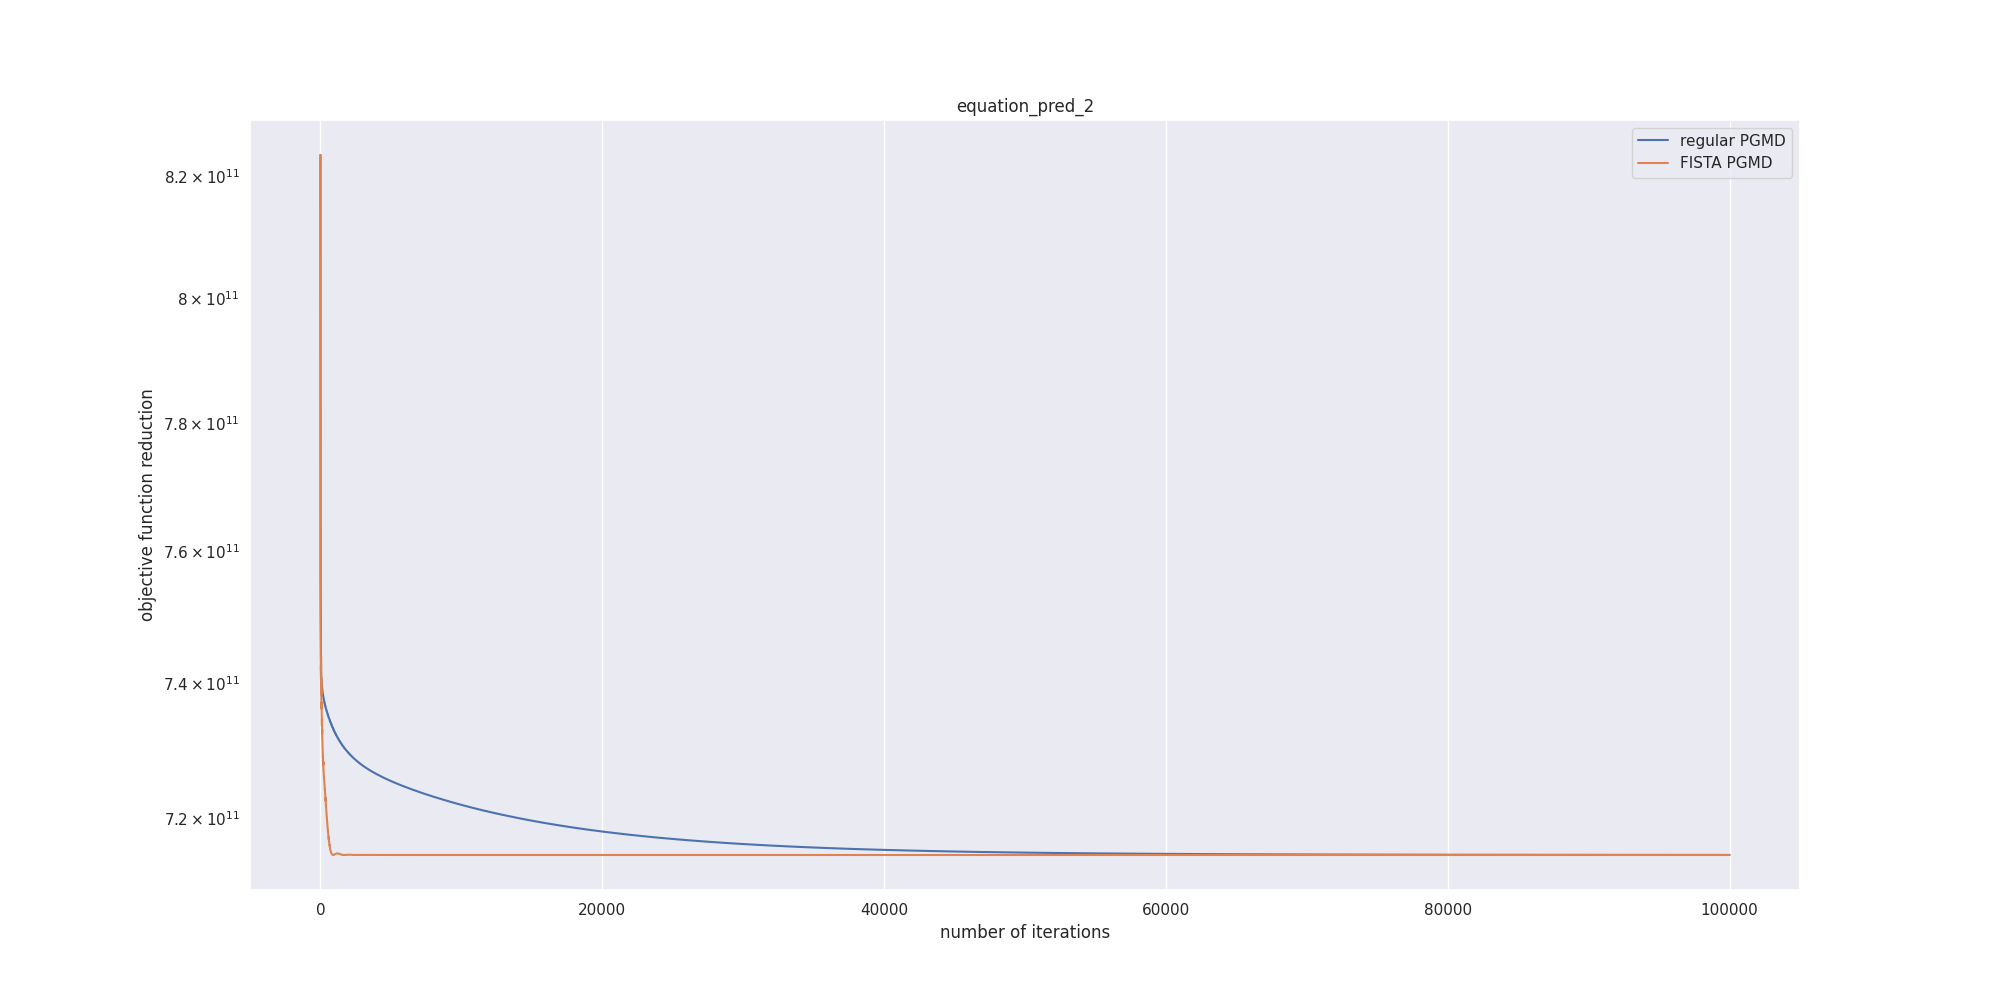 equation_pred_2
regular PGMD
FISTA PGMD
8.2 × 10¹¹
8 × 10¹¹
7.8 × 10¹¹
7.6 × 10¹¹
7.4 × 10¹¹
7.2 × 10¹¹
objective function reduction
0 20000 40000 60000 80000 100000
number of iterations